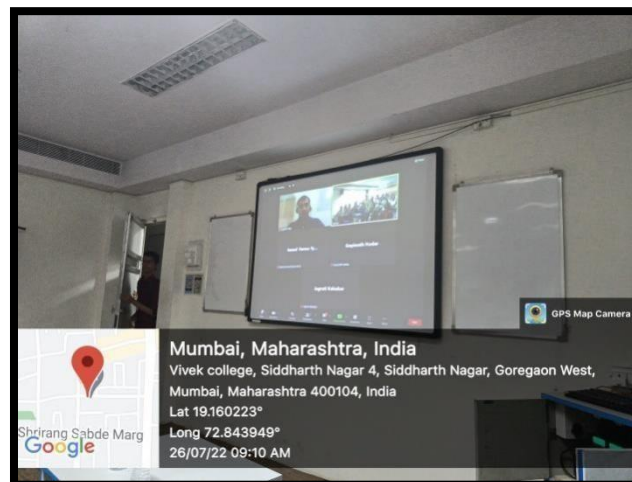 GPS Map Camera
Mumbai, Maharashtra, India
Vivek college, Siddharth Nagar 4, Siddharth Nagar, Goregaon West,
Mumbai, Maharashtra 400104, India
Lat 19.160223°
Long 72.843949°
26/07/22 09:10 AM
Shrirang Sabde Marg
Google